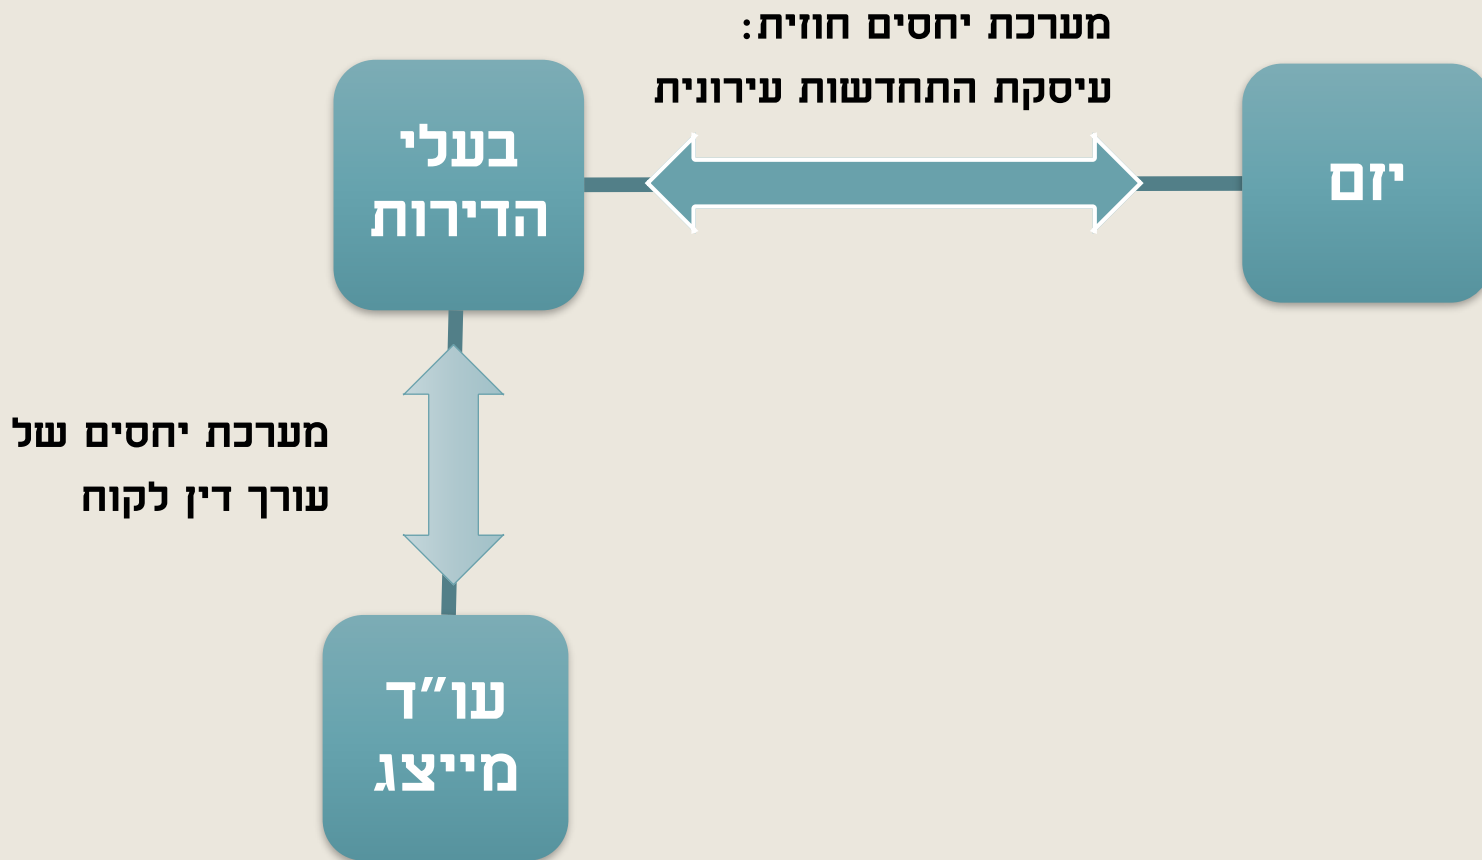 מערכת יחסים חוזית:
עיסקת התחדשות עירונית
יזם
בעלי
הדירות
מערכת יחסים של
עורך דין לקוח
עו״ד
מייצג